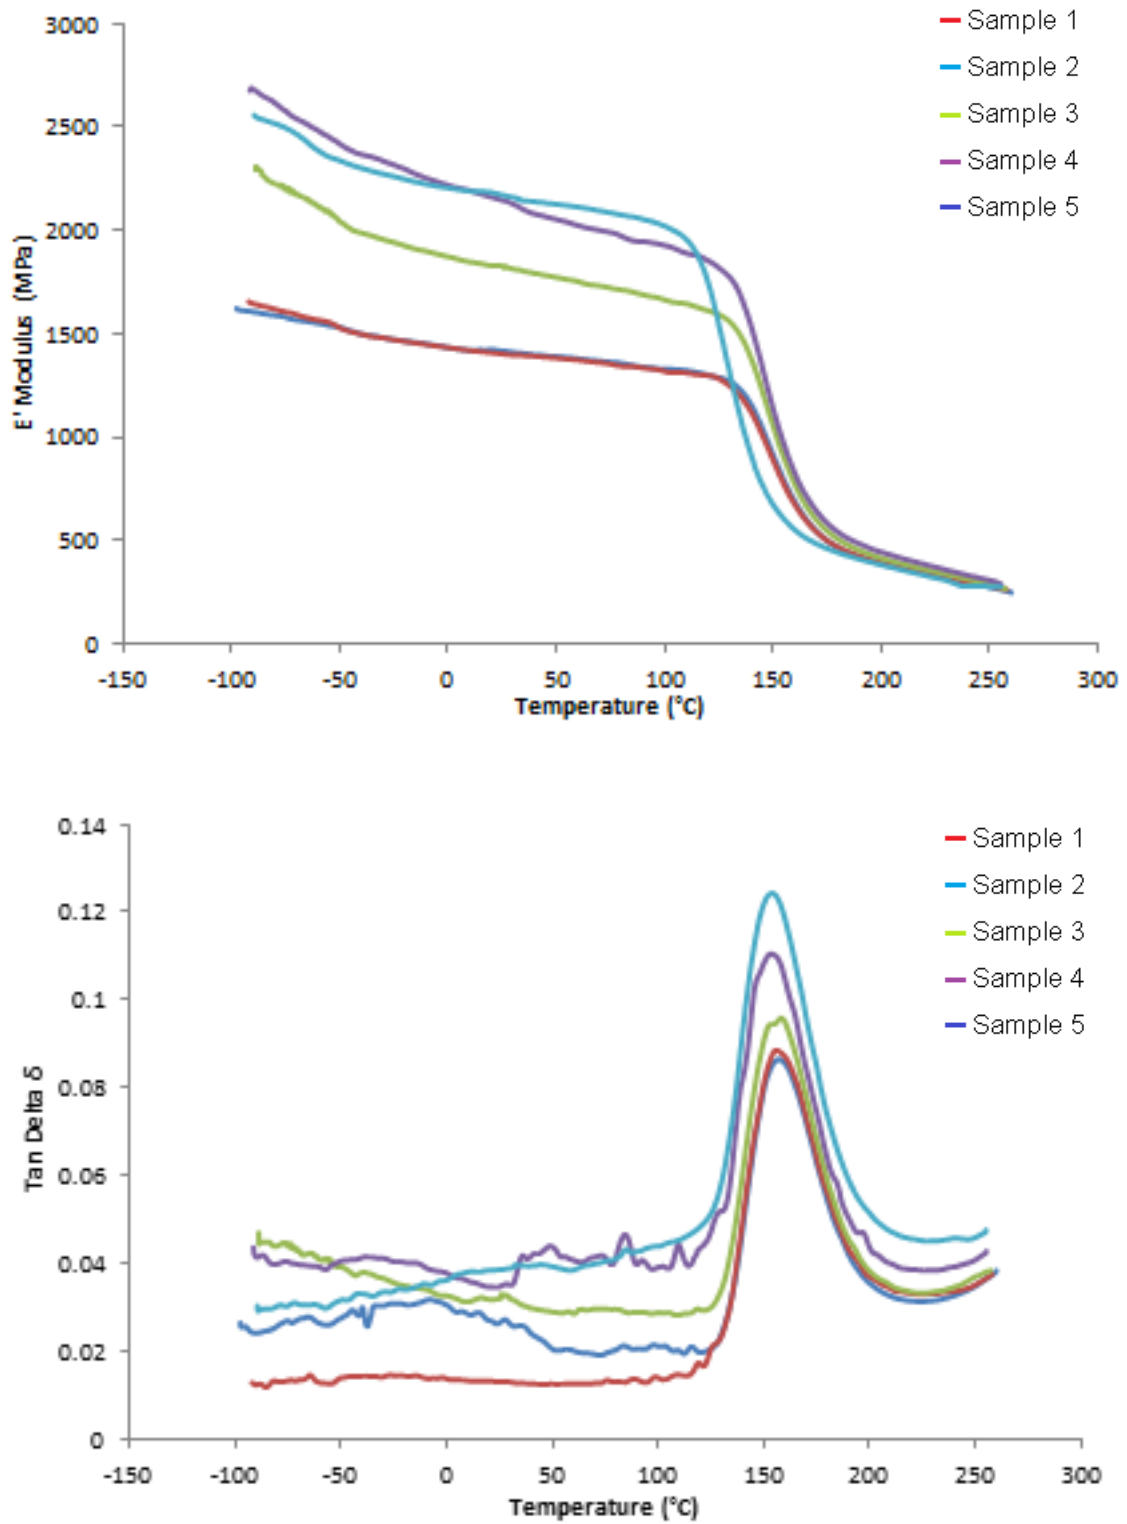 3000
2500
2000
1500
1000
500
0
E' Modulus (MPa)
-150 -100 -50 0 50 100 150 200 250 300
Temperature (°C)
Sample 1
Sample 2
Sample 3
Sample 4
Sample 5
0.14
0.12
0.1
0.08
0.06
0.04
0.02
0
Tan Delta δ
-150 -100 -50 0 50 100 150 200 250 300
Temperature (°C)
Sample 1
Sample 2
Sample 3
Sample 4
Sample 5